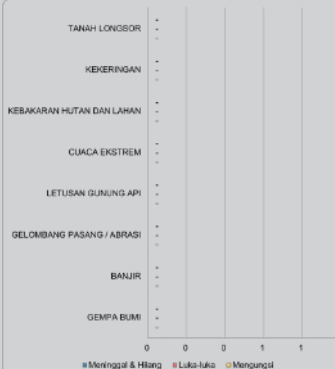 TANAH LONGSOR
-
-
-
KEKERINGAN
-
-
-
KEBAKARAN HUTAN DAN LAHAN
-
-
-
CUACA EKSTREM
-
-
-
LETUSAN GUNUNG API
-
-
-
GELOMBANG PASANG / ABRASI
-
-
-
BANJIR
-
-
-
GEMPA BUMI
-
-
-
0 0 0 1 1
Meninggal & Hilang Luka-luka Mengungsi